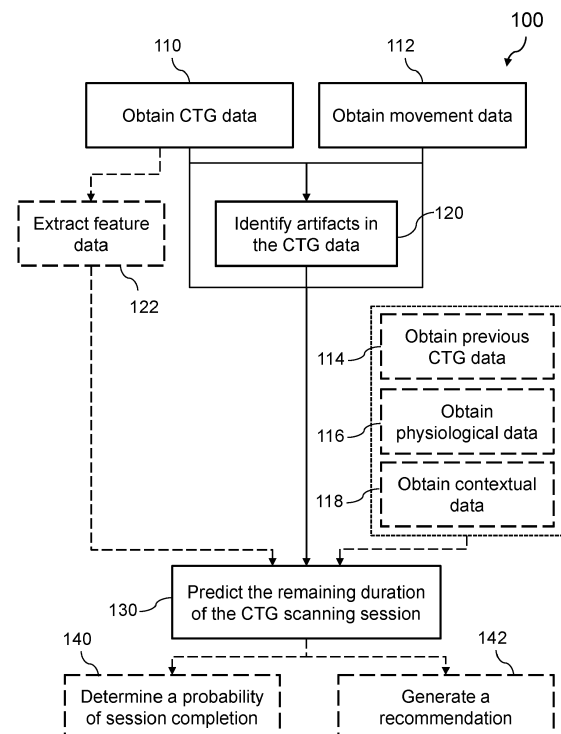 100
110
112
Obtain CTG data
Obtain movement data
Extract feature
data
122
Identify artifacts in
the CTG data
120
114
Obtain previous
CTG data
116
Obtain
physiological data
118
Obtain contextual
data
130
Predict the remaining duration
of the CTG scanning session
140
142
Determine a probability
of session completion
Generate a
recommendation